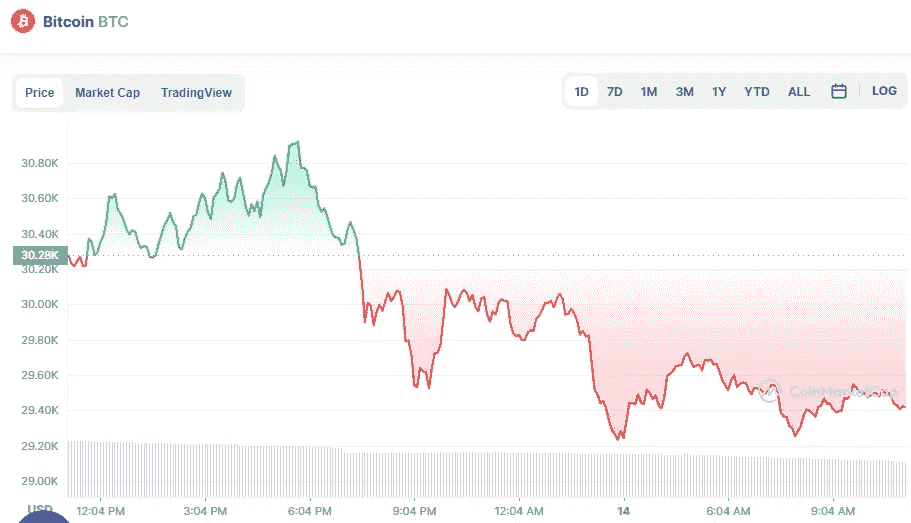 Bitcoin BTC
Price Market Cap TradingView
1D 7D 1M 3M 1Y YTD ALL LOG
30.80K
30.60K
30.40K
30.28K
30.20K
30.00K
29.80K
29.60K
CoinMarketCap
29.40K
29.20K
29.00K
USD
12:04 PM 3:04 PM 6:04 PM 9:04 PM 12:04 AM 14 6:04 AM 9:04 AM